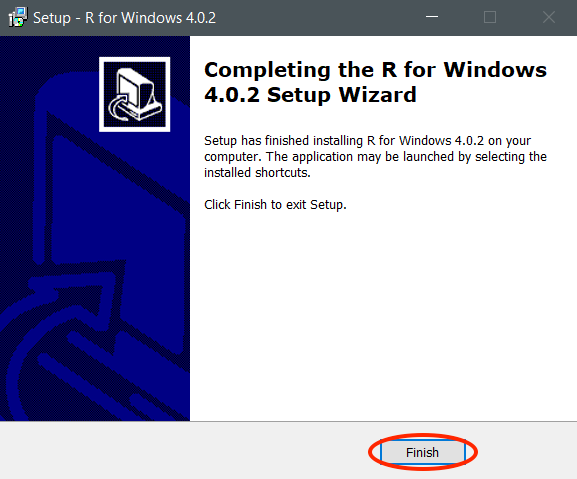 Setup - R for Windows 4.0.2
Completing the R for Windows
4.0.2 Setup Wizard
Setup has finished installing R for Windows 4.0.2 on your
computer. The application may be launched by selecting the
installed shortcuts.
Click Finish to exit Setup.
Finish